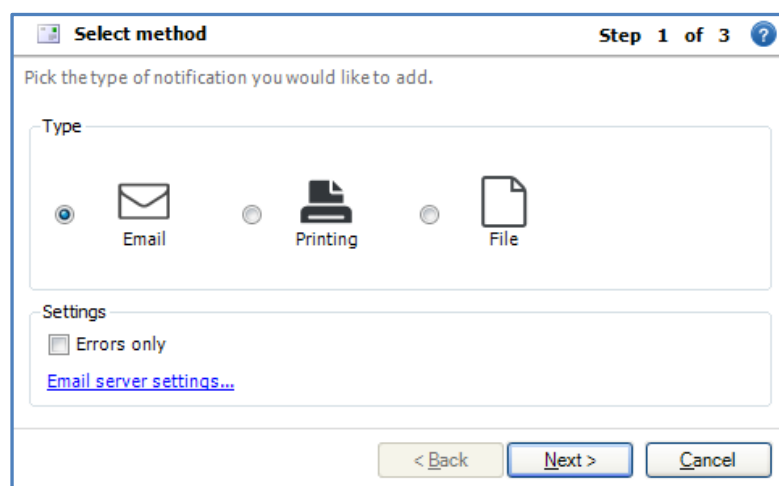 Select method
Step 1 of 3 ?
Pick the type of notification you would like to add.
Type
Email
Printing
File
Settings
Errors only
Email server settings...
< Back
Next >
Cancel